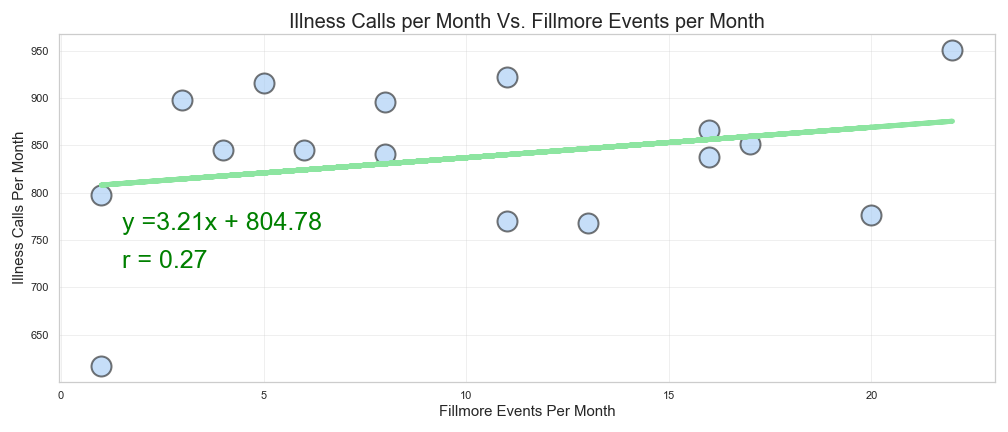 Illness Calls per Month Vs. Fillmore Events per Month
950
900
850
800
750
700
650
Illness Calls Per Month
y =3.21x + 804.78
r = 0.27
0 5 10 15 20
Fillmore Events Per Month